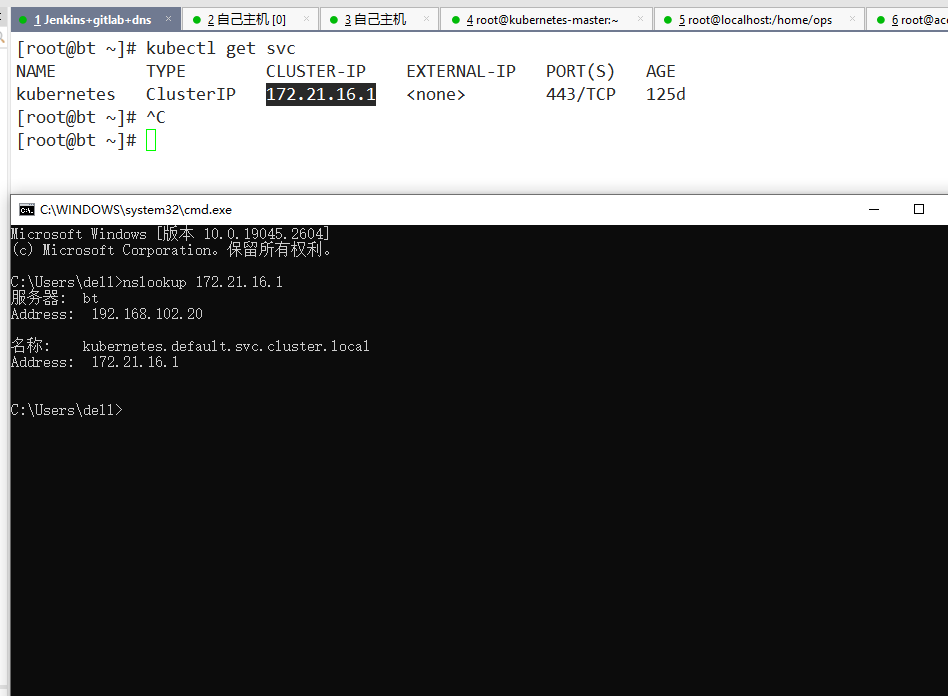 1 Jenkins+gitlab+dns × 2 自己主机 [0] × 3 自己主机 × 4 root@kubernetes-master:~ × 5 root@localhost:/home/ops × 6 root@ac
[root@bt ~]# kubectl get svc
NAME TYPE CLUSTER-IP EXTERNAL-IP PORT(S) AGE
kubernetes ClusterIP 172.21.16.1 <none> 443/TCP 125d
[root@bt ~]# ^C
[root@bt ~]#
C:\WINDOWS\system32\cmd.exe
Microsoft Windows [版本 10.0.19045.2604]
(c) Microsoft Corporation。保留所有权利。
C:\Users\dell>nslookup 172.21.16.1
服务器: bt
Address: 192.168.102.20
名称: kubernetes.default.svc.cluster.local
Address: 172.21.16.1
C:\Users\dell>